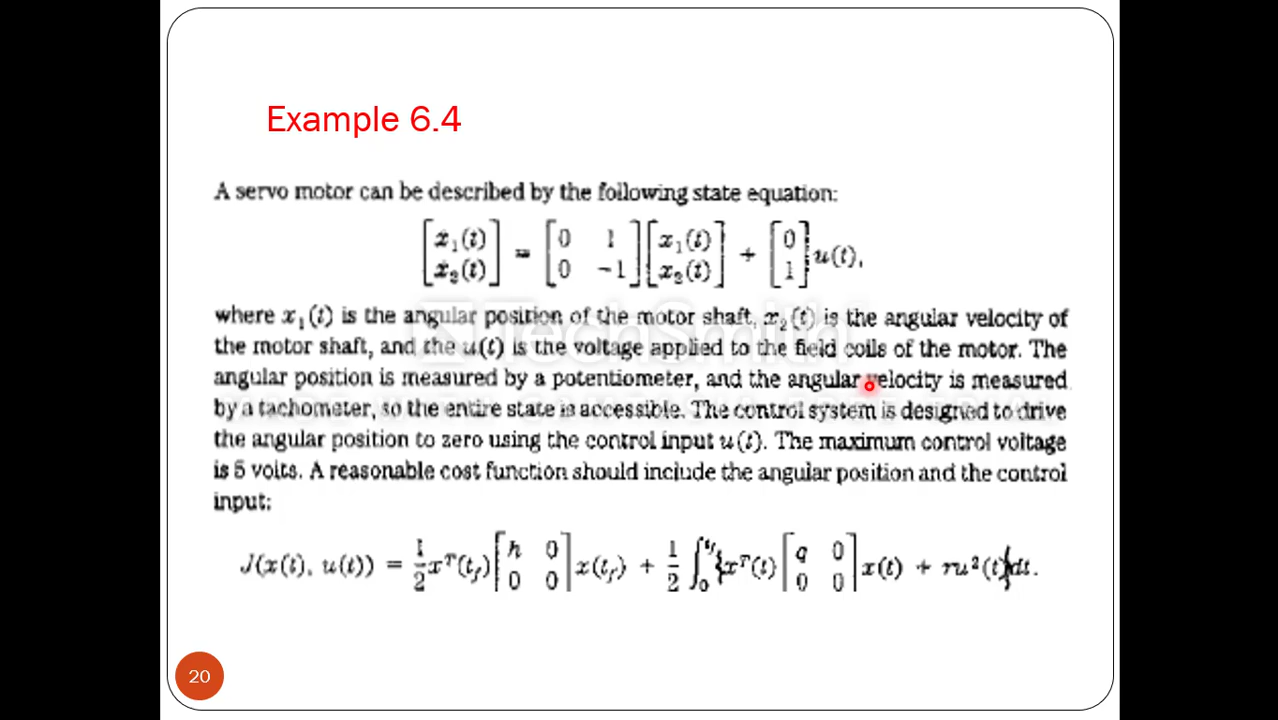 Example 6.4
A servo motor can be described by the following state equation:
[ẋ₁(t) ẋ₂(t)] = [0 1 0 −1] [x₁(t) x₂(t)] + [0 1] u(t),
where x₁(t) is the angular position of the motor shaft, x₂(t) is the angular velocity of
the motor shaft, and the u(t) is the voltage applied to the field coils of the motor. The
angular position is measured by a potentiometer, and the angular velocity is measured
by a tachometer, so the entire state is accessible. The control system is designed to drive
the angular position to zero using the control input u(t). The maximum control voltage
is 5 volts. A reasonable cost function should include the angular position and the control
input:
J(x(t), u(t)) = 1/2 xᵀ(t_f) [h 0 0 0] x(t_f) + 1/2 ∫₀^{t_f} {xᵀ(t) [q 0 0 0] x(t) + ru²(t)}dt.
20
TechSmith